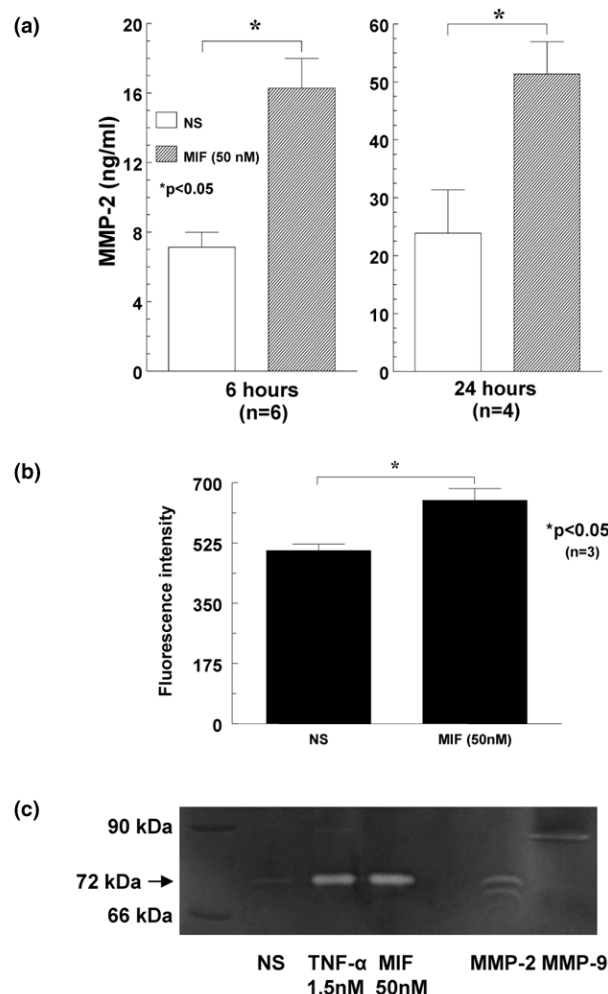 (a)
20
16
12
8
4
0
MMP-2 (ng/ml)
*
NS
MIF (50 nM)
*p<0.05
6 hours
(n=6)
60
50
40
30
20
10
0
*
24 hours
(n=4)
(b)
700
525
350
175
0
Fluorescence intensity
*
*p<0.05
(n=3)
NS
MIF (50nM)
(c)
90 kDa
72 kDa
66 kDa
NS TNF-α MIF MMP-2 MMP-9
1.5nM 50nM